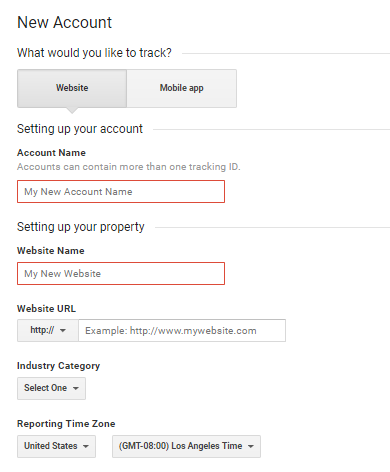 New Account
What would you like to track?
Website Mobile app
Setting up your account
Account Name
Accounts can contain more than one tracking ID.
My New Account Name
Setting up your property
Website Name
My New Website
Website URL
http:// Example: http://www.mywebsite.com
Industry Category
Select One
Reporting Time Zone
United States (GMT-08:00) Los Angeles Time